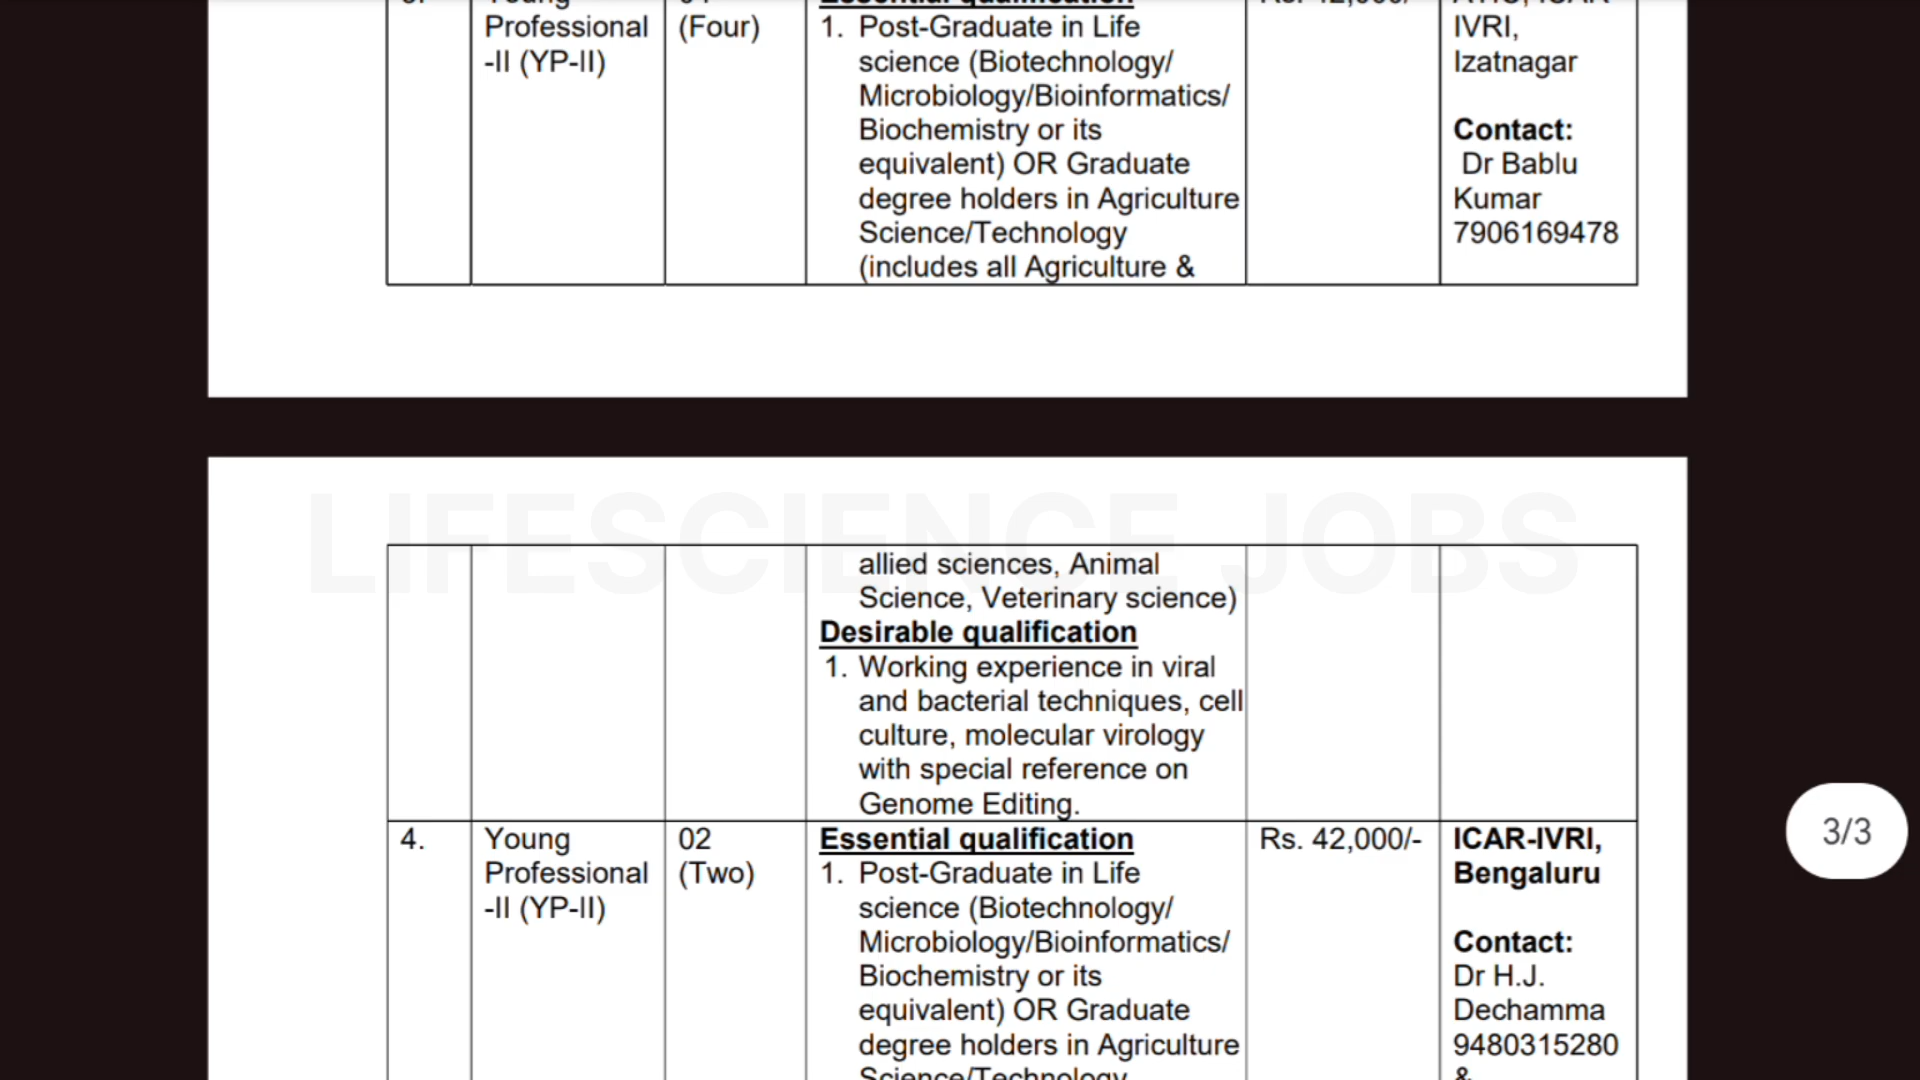 Professional (Four) 1. Post-Graduate in Life IVRI,
-II (YP-II) science (Biotechnology/ Izatnagar
Microbiology/Bioinformatics/
Biochemistry or its Contact:
equivalent) OR Graduate Dr Bablu
degree holders in Agriculture Kumar
Science/Technology 7906169478
(includes all Agriculture &
LIFESCIENCE JOBS
allied sciences, Animal
Science, Veterinary science)
Desirable qualification
1. Working experience in viral
and bacterial techniques, cell
culture, molecular virology
with special reference on
Genome Editing.
4. Young 02 Essential qualification Rs. 42,000/- ICAR-IVRI,
Professional (Two) 1. Post-Graduate in Life Bengaluru
-II (YP-II) science (Biotechnology/
Microbiology/Bioinformatics/ Contact:
Biochemistry or its Dr H.J.
equivalent) OR Graduate Dechamma
degree holders in Agriculture 9480315280
Science/Technology &
3/3